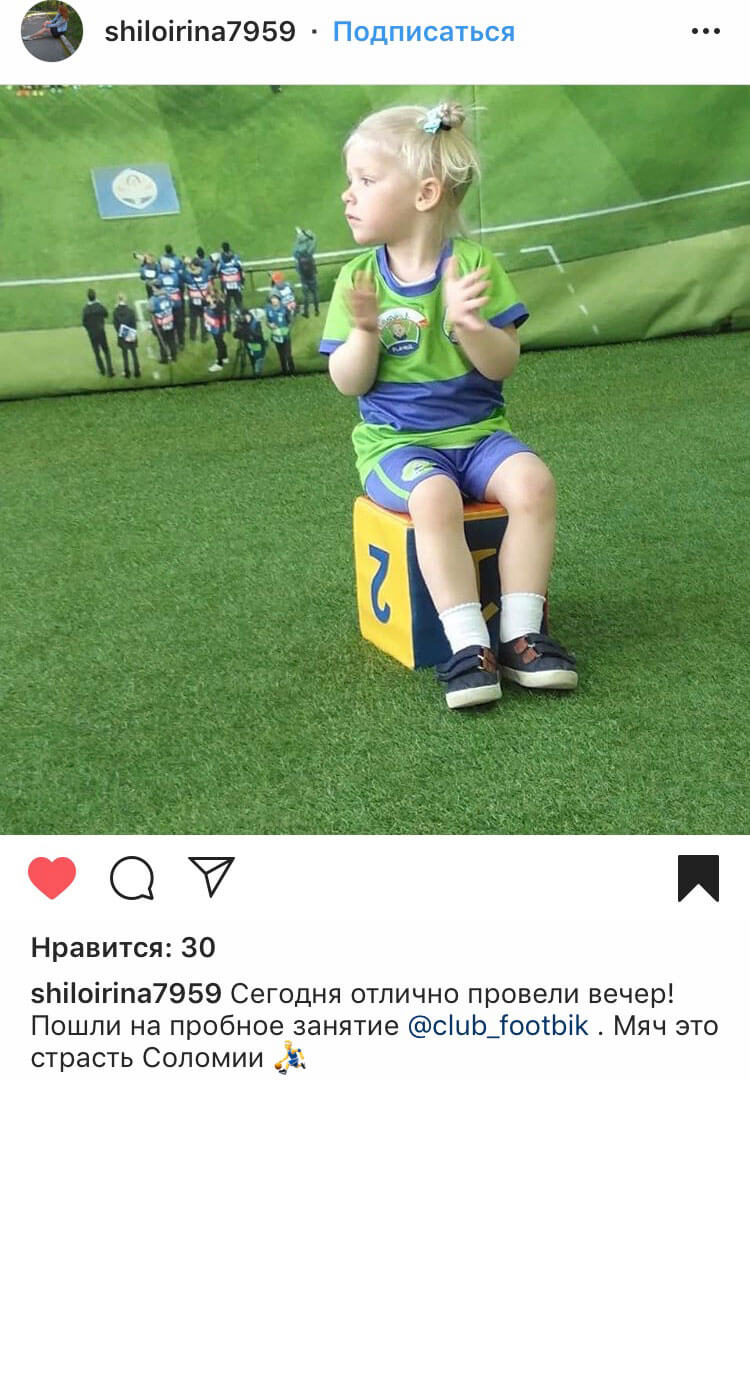 shiloirina7959 · Подписаться
2
Нравится: 30
shiloirina7959 Сегодня отлично провели вечер!
Пошли на пробное занятие @club_footbik . Мяч это
страсть Соломии